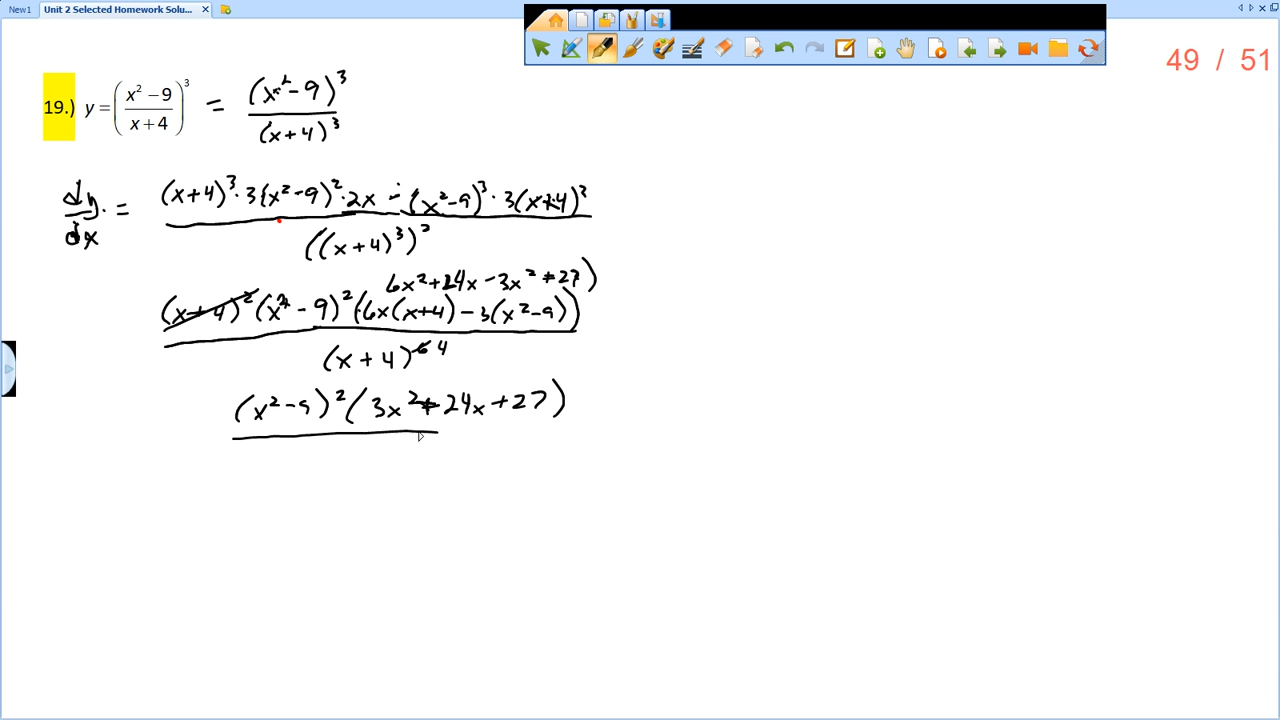 New1 Unit 2 Selected Homework Solu... ×
49 / 51
19.) y = ((x² − 9)/(x + 4))³ = (x² − 9)³/(x + 4)³
dy/dx = ((x+4)³ · 3(x² − 9)² · 2x − (x² − 9)³ · 3(x+4)²)/((x+4)³)²
6x² + 24x − 3x² + 27)
(x+4)²(x² − 9)²(6x(x+4) − 3(x² − 9))
(x + 4)⁶ 4
(x² − 9)²(3x² + 24x + 27)